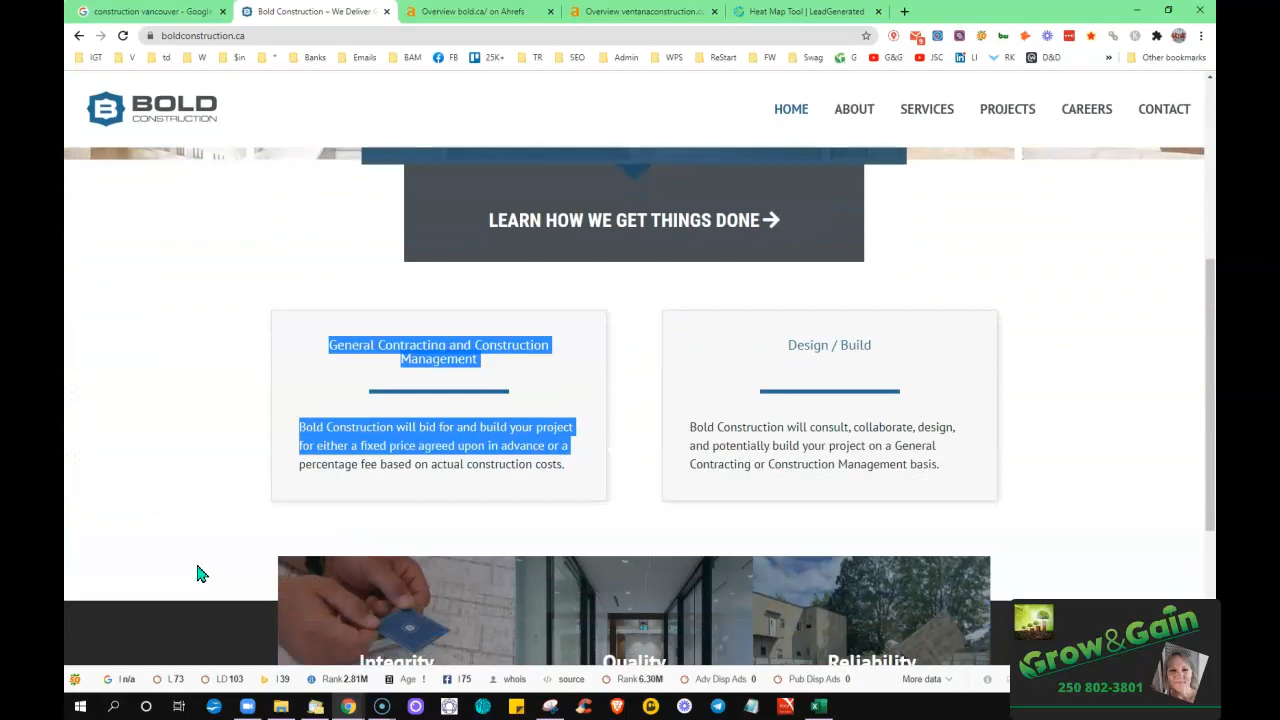 construction vancouver - Google
Bold Construction – We Deliver
Overview bold.ca/ on Ahrefs
Overview ventanaconstruction.c
Heat Map Tool | LeadGenerated
boldconstruction.ca
IGT
V
td
W
$in
*
Banks
Emails
BAM
FB
25K+
TR
SEO
Admin
WPS
ReStart
FW
Swag
G
G&G
JSC
LI
RK
D&D
»
Other bookmarks
BOLD
CONSTRUCTION
HOME
ABOUT
SERVICES
PROJECTS
CAREERS
CONTACT
LEARN HOW WE GET THINGS DONE
General Contracting and Construction
Management
Bold Construction will bid for and build your project
for either a fixed price agreed upon in advance or a
percentage fee based on actual construction costs.
Design / Build
Bold Construction will consult, collaborate, design,
and potentially build your project on a General
Contracting or Construction Management basis.
Integrity
Quality
Reliability
I n/a
L 73
LD 103
I 39
Rank 2.81M
Age !
I 75
whois
source
Rank 6.30M
Adv Disp Ads 0
Pub Disp Ads 0
More data
Grow&Gain
250 802-3801